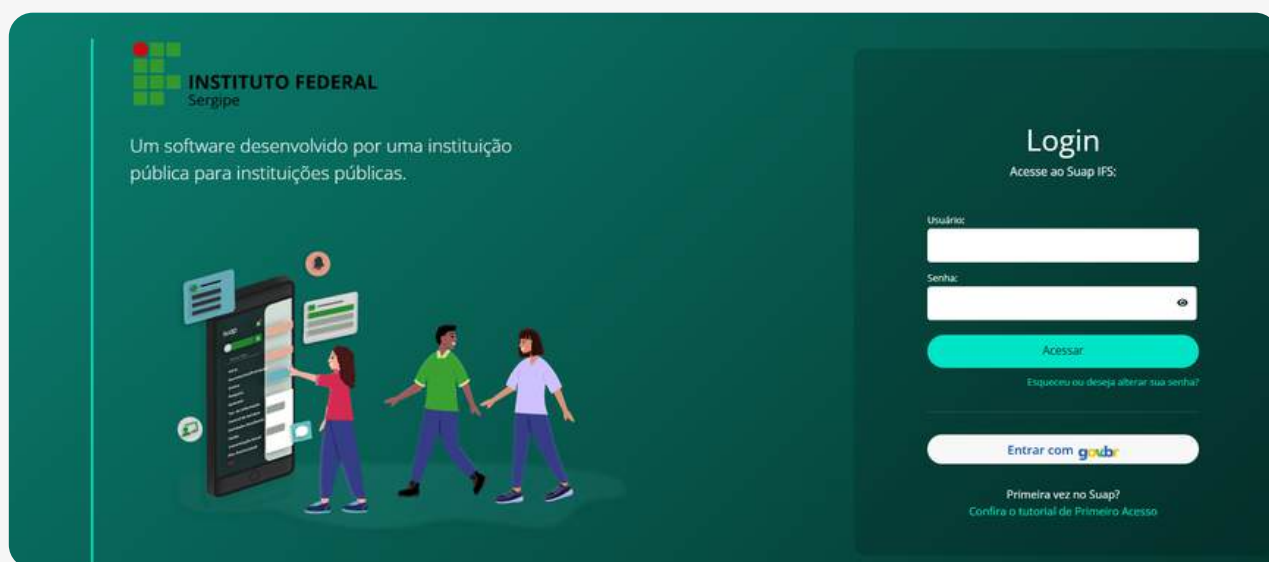 INSTITUTO FEDERAL
Sergipe
Um software desenvolvido por uma instituição
pública para instituições públicas.
suap
Login
Acesse ao Suap IFS:
Usuário:
Senha:
Acessar
Esqueceu ou deseja alterar sua senha?
Entrar com gov.br
Primeira vez no Suap?
Confira o tutorial de Primeiro Acesso